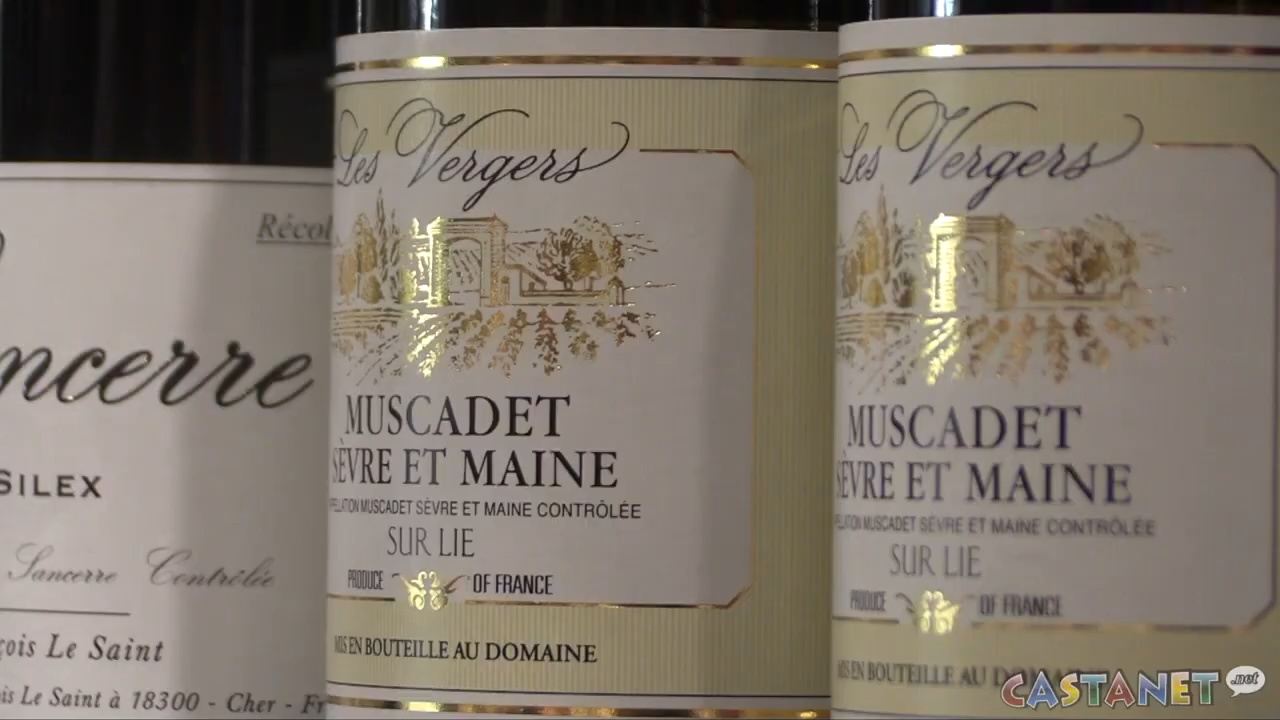 Récol
ncerre
SILEX
Sancerre Contrôlée
çois Le Saint
is Le Saint à 18300 - Cher - Fr
Les Vergers
MUSCADET
SÈVRE ET MAINE
PELLATION MUSCADET SÈVRE ET MAINE CONTRÔLÉE
SUR LIE
PRODUCE OF FRANCE
MIS EN BOUTEILLE AU DOMAINE
Les Vergers
MUSCADET
SÈVRE ET MAINE
LATION MUSCADET SÈVRE ET MAINE CONTRÔLÉE
SUR LIE
PRODUCE OF FRANCE
MIS EN BOUTEILLE AU DOMAINE
CASTANET.net